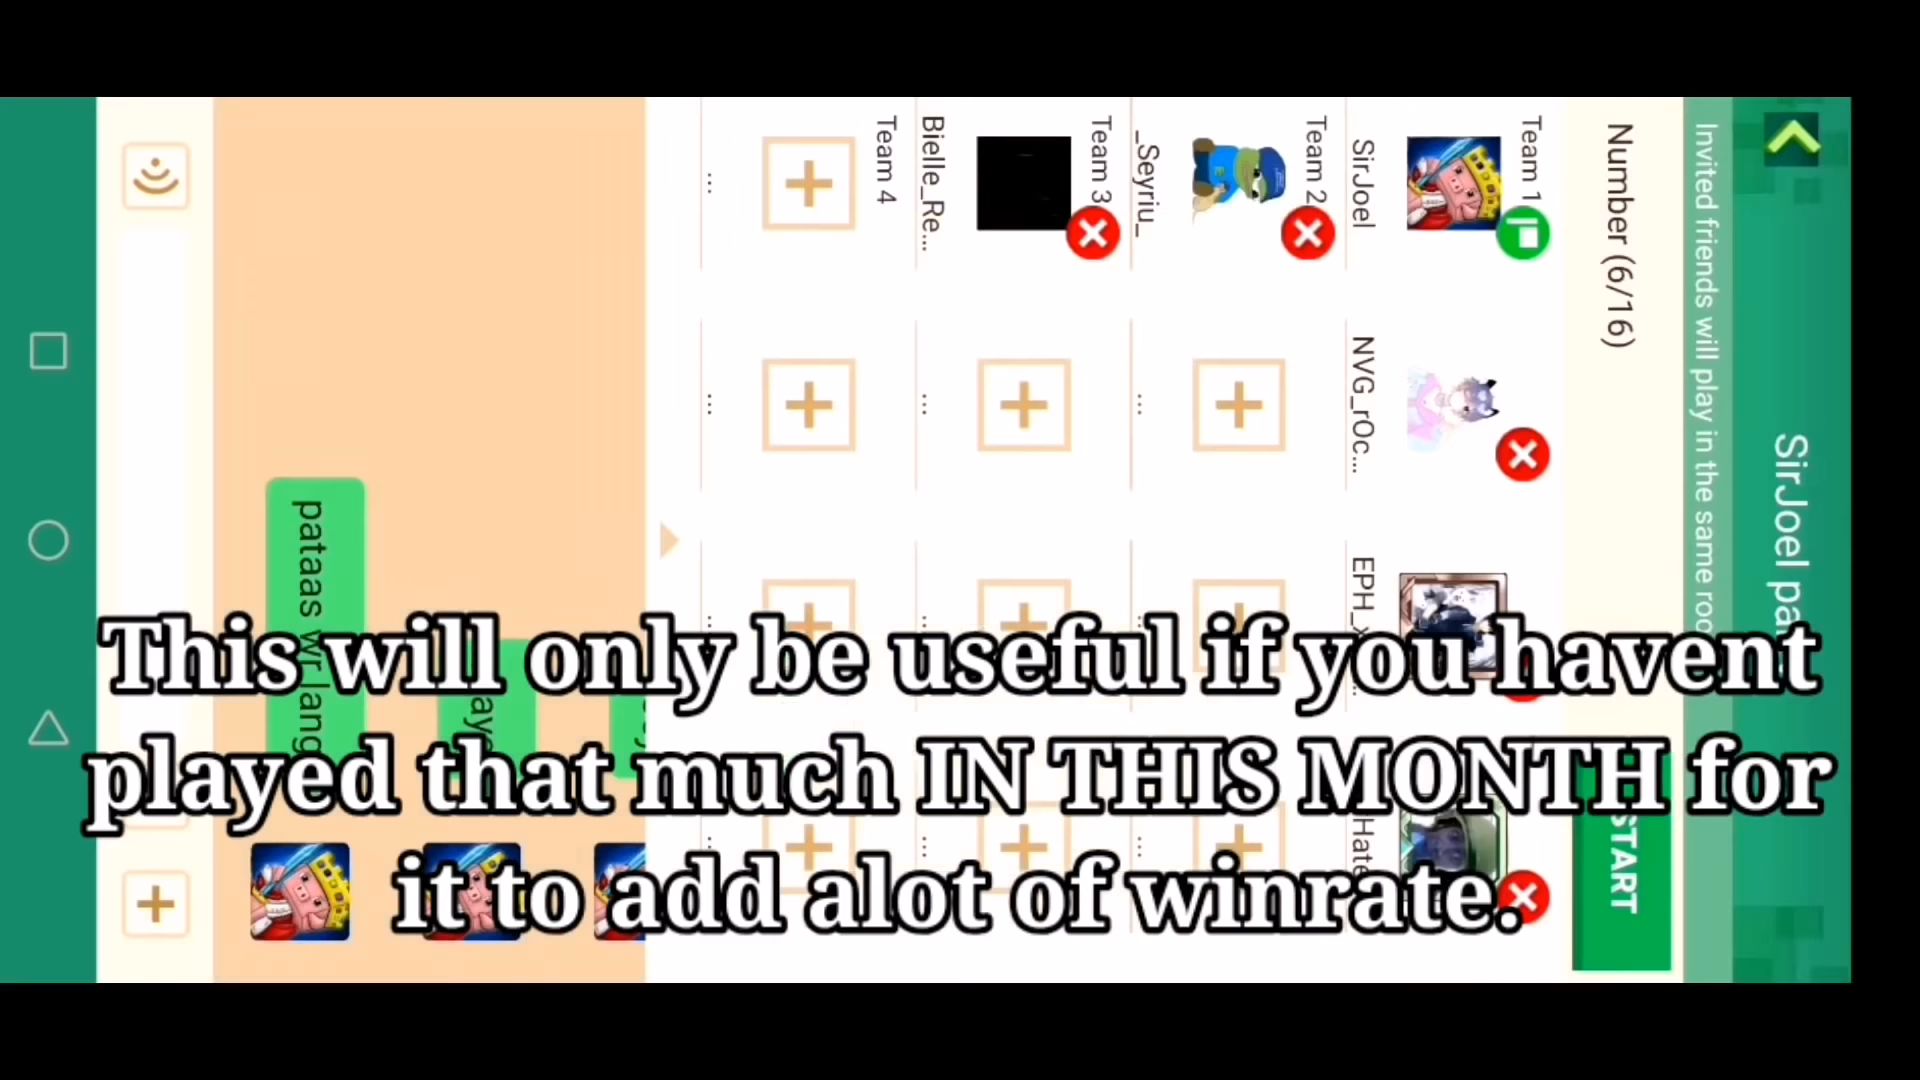 SirJoel pa
Invited friends will play in the same roo
Number (6/16)
START
Team 1
SirJoel
NVG_rOc...
EPH_x
Hate
Team 2
_Seyriu_
...
...
Team 3
Bielle_Re...
...
...
Team 4
...
...
...
pataas wr lang
This will only be useful if you havent
played that much IN THIS MONTH for
it to add alot of winrate.